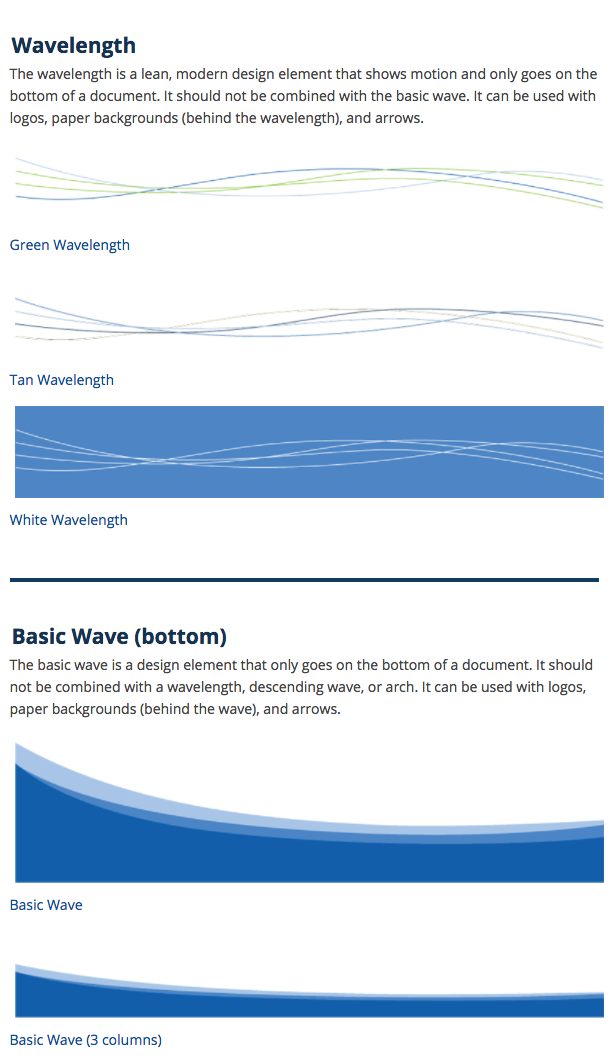 Wavelength
The wavelength is a lean, modern design element that shows motion and only goes on the
bottom of a document. It should not be combined with the basic wave. It can be used with
logos, paper backgrounds (behind the wavelength), and arrows.
Green Wavelength
Tan Wavelength
White Wavelength
Basic Wave (bottom)
The basic wave is a design element that only goes on the bottom of a document. It should
not be combined with a wavelength, descending wave, or arch. It can be used with logos,
paper backgrounds (behind the wave), and arrows.
Basic Wave
Basic Wave (3 columns)